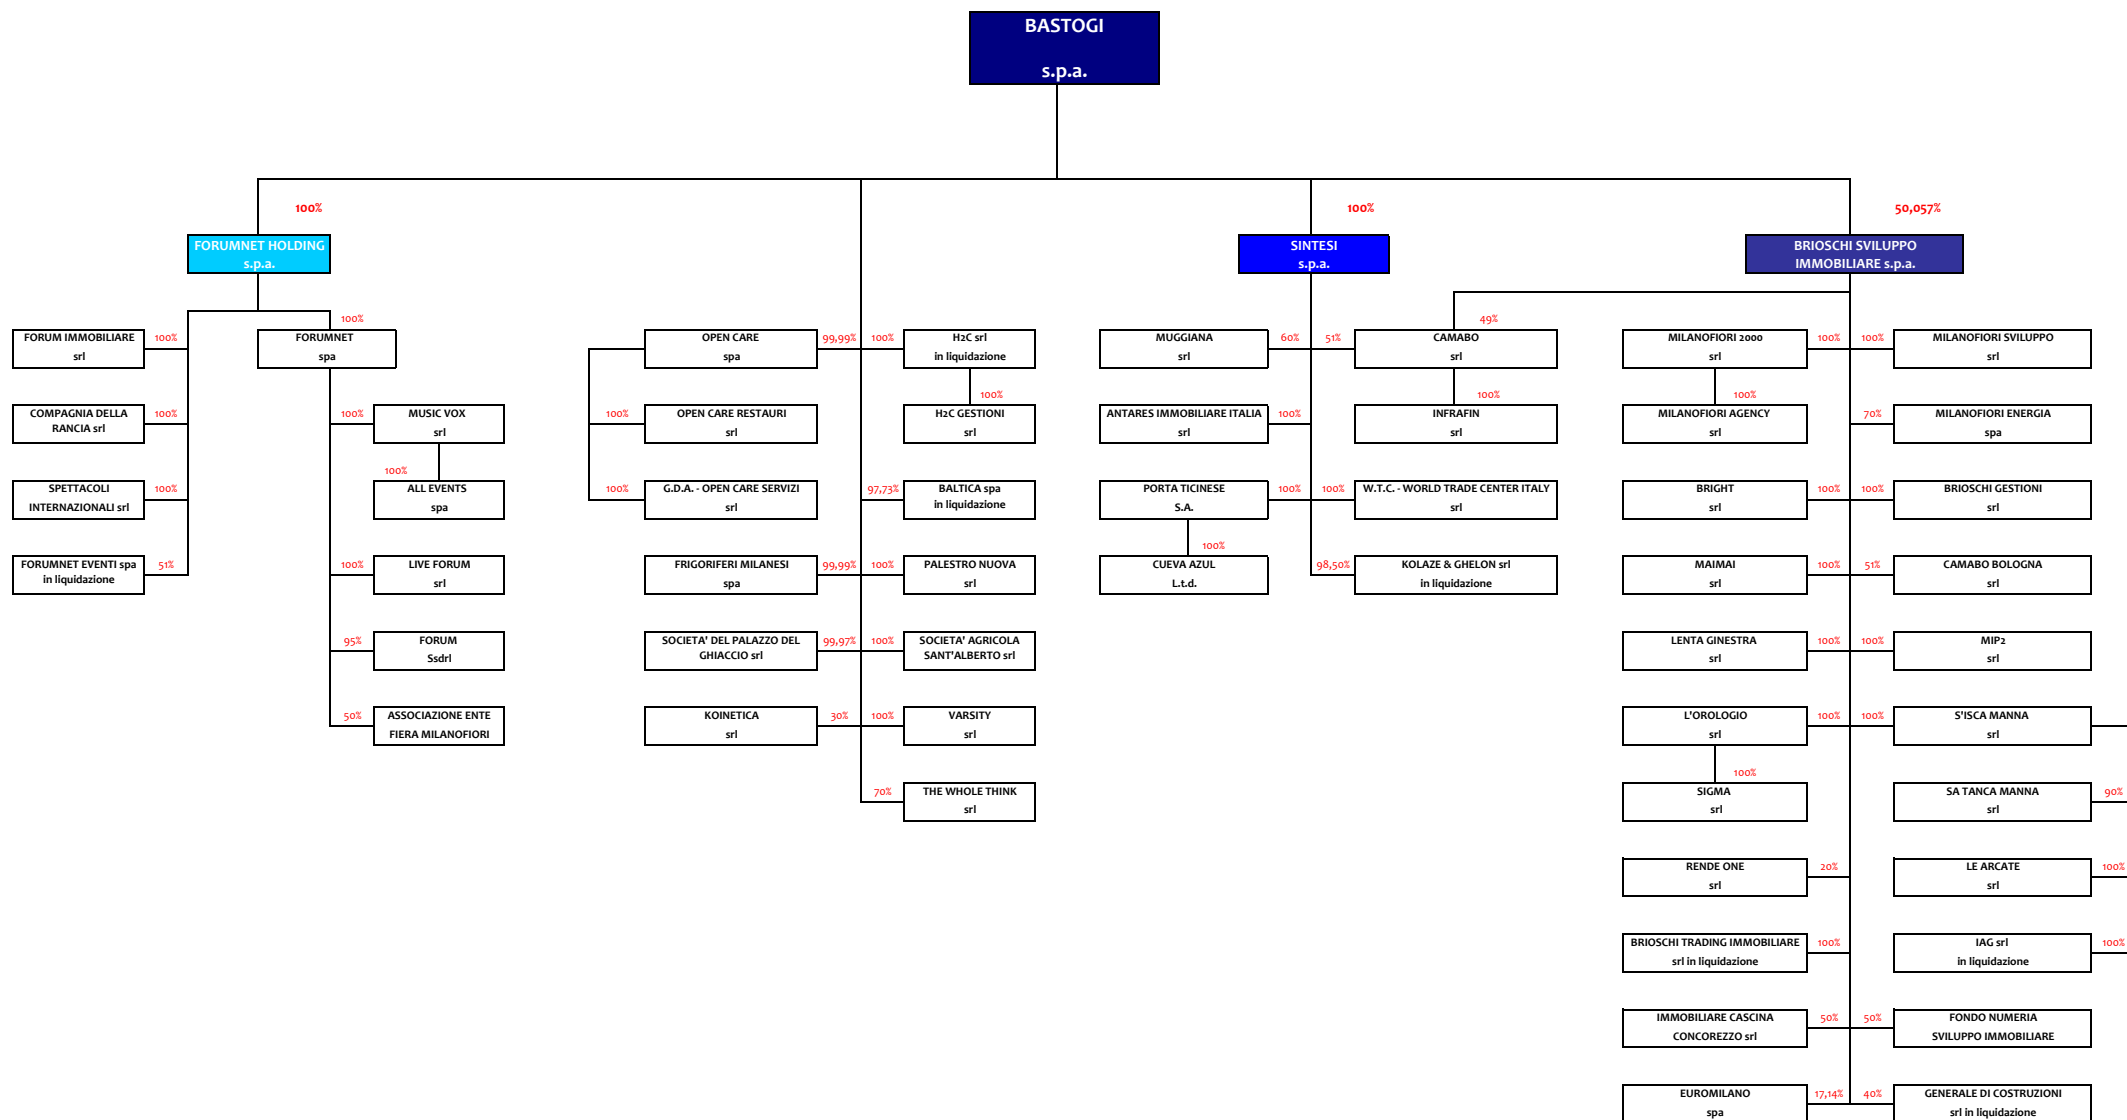 BASTOGI
s.p.a.
100%
100%
50,057%
FORUMNET HOLDING
s.p.a.
SINTESI
s.p.a.
BRIOSCHI SVILUPPO
IMMOBILIARE s.p.a.
100%
49%
FORUM IMMOBILIARE
srl
100%
FORUMNET
spa
OPEN CARE
spa
99,99%
100%
H2C srl
in liquidazione
MUGGIANA
srl
60%
51%
CAMABO
srl
MILANOFIORI 2000
srl
100%
100%
MILANOFIORI SVILUPPO
srl
100%
100%
100%
COMPAGNIA DELLA
RANCIA srl
100%
100%
MUSIC VOX
srl
100%
OPEN CARE RESTAURI
srl
H2C GESTIONI
srl
ANTARES IMMOBILIARE ITALIA
srl
100%
INFRAFIN
srl
MILANOFIORI AGENCY
srl
70%
MILANOFIORI ENERGIA
spa
100%
SPETTACOLI
INTERNAZIONALI srl
100%
ALL EVENTS
spa
100%
G.D.A. - OPEN CARE SERVIZI
srl
97,73%
BALTICA spa
in liquidazione
PORTA TICINESE
S.A.
100%
100%
W.T.C. - WORLD TRADE CENTER ITALY
srl
BRIGHT
srl
100%
100%
BRIOSCHI GESTIONI
srl
100%
FORUMNET EVENTI spa
in liquidazione
51%
100%
LIVE FORUM
srl
FRIGORIFERI MILANESI
spa
99,99%
100%
PALESTRO NUOVA
srl
CUEVA AZUL
L.t.d.
98,50%
KOLAZE & GHELON srl
in liquidazione
MAIMAI
srl
100%
51%
CAMABO BOLOGNA
srl
95%
FORUM
Ssdrl
SOCIETA' DEL PALAZZO DEL
GHIACCIO srl
99,97%
100%
SOCIETA' AGRICOLA
SANT'ALBERTO srl
LENTA GINESTRA
srl
100%
100%
MIP2
srl
50%
ASSOCIAZIONE ENTE
FIERA MILANOFIORI
KOINETICA
srl
30%
100%
VARSITY
srl
L'OROLOGIO
srl
100%
100%
S'ISCA MANNA
srl
100%
70%
THE WHOLE THINK
srl
SIGMA
srl
SA TANCA MANNA
srl
90%
RENDE ONE
srl
20%
LE ARCATE
srl
100%
BRIOSCHI TRADING IMMOBILIARE
srl in liquidazione
100%
IAG srl
in liquidazione
100%
IMMOBILIARE CASCINA
CONCOREZZO srl
50%
50%
FONDO NUMERIA
SVILUPPO IMMOBILIARE
EUROMILANO
spa
17,14%
40%
GENERALE DI COSTRUZIONI
srl in liquidazione